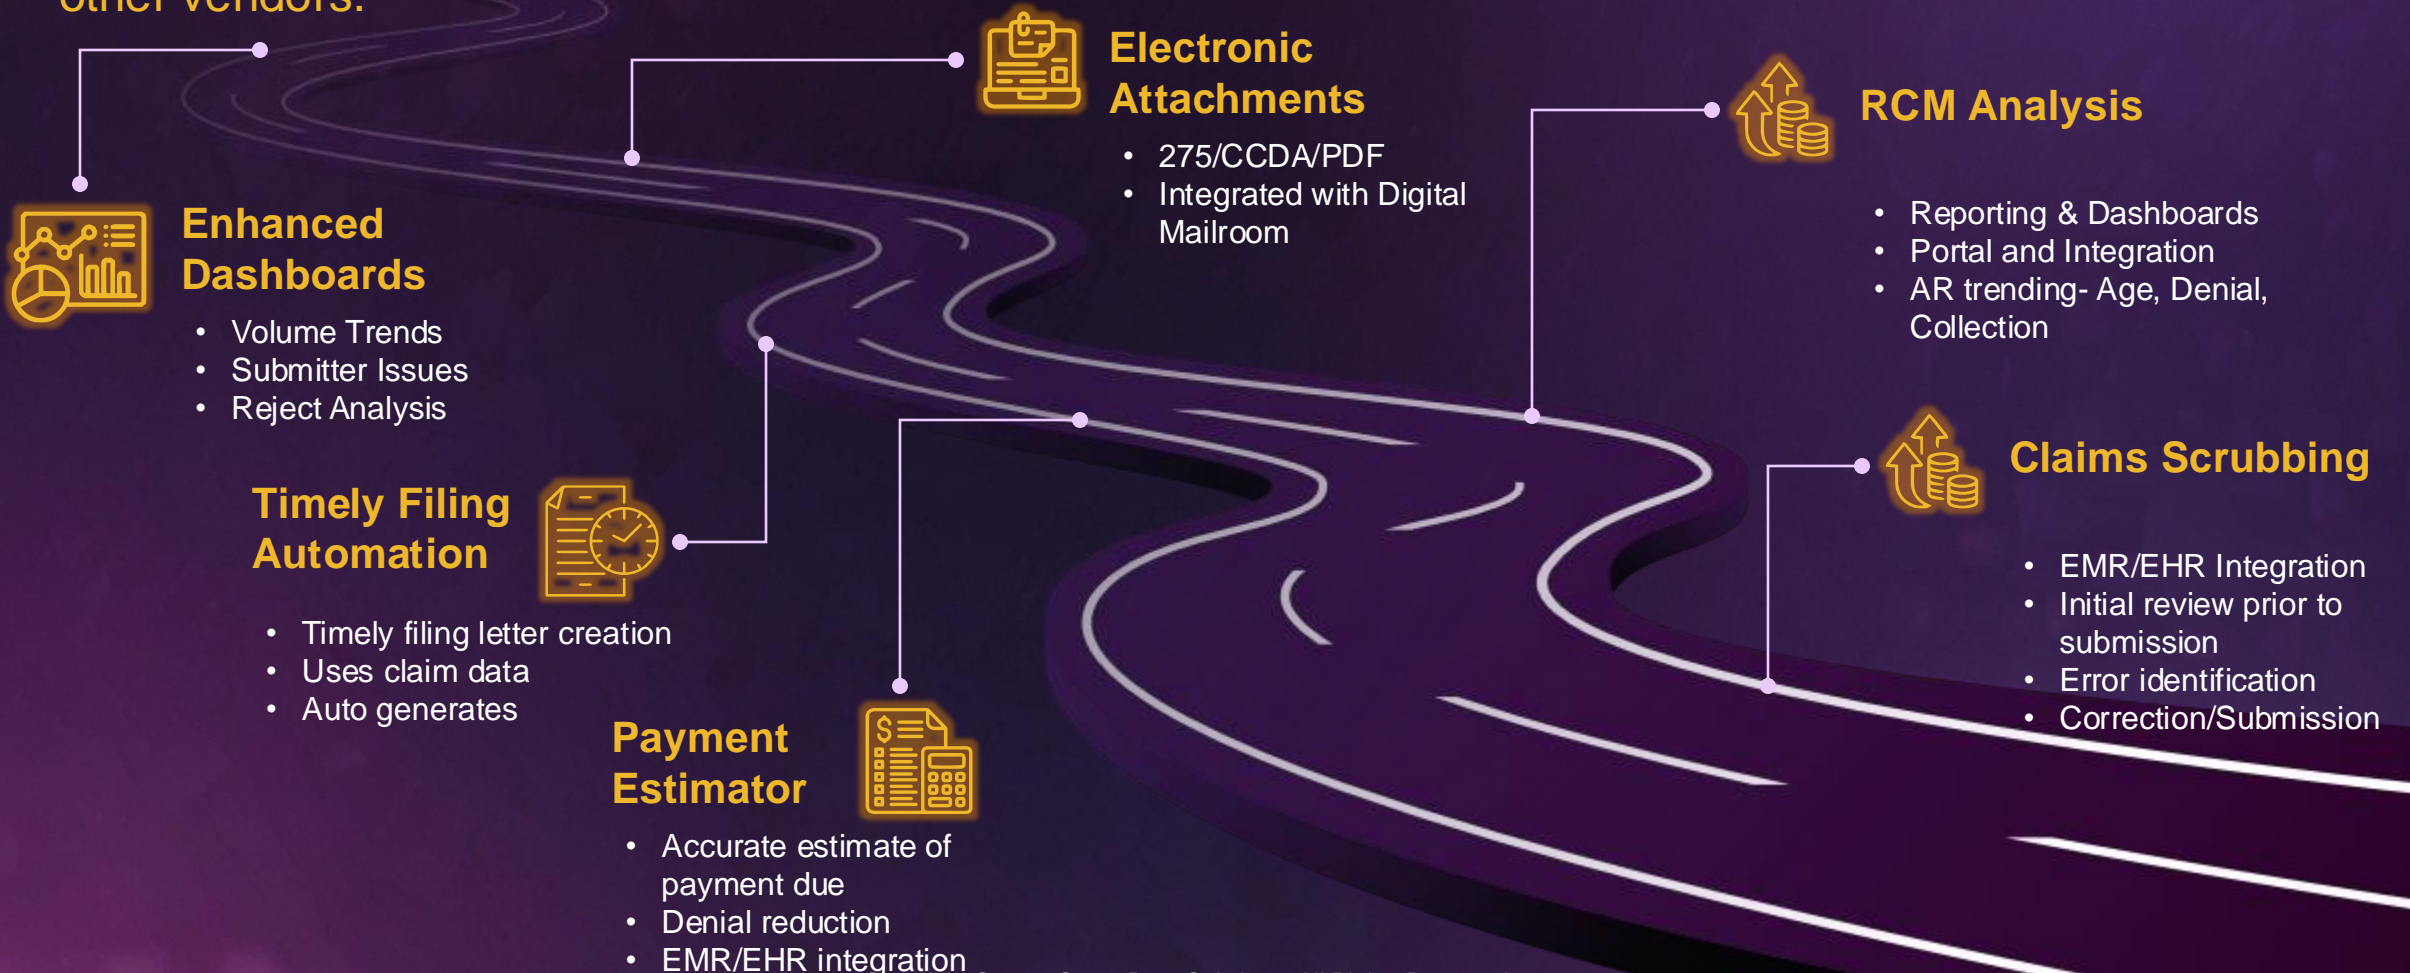 other vendors.
Electronic
Attachments
• 275/CCDA/PDF
• Integrated with Digital
Mailroom
RCM Analysis
• Reporting & Dashboards
• Portal and Integration
• AR trending- Age, Denial,
Collection
Enhanced
Dashboards
• Volume Trends
• Submitter Issues
• Reject Analysis
Claims Scrubbing
• EMR/EHR Integration
• Initial review prior to
submission
• Error identification
• Correction/Submission
Timely Filing
Automation
• Timely filing letter creation
• Uses claim data
• Auto generates
Payment
Estimator
• Accurate estimate of
payment due
• Denial reduction
• EMR/EHR integration